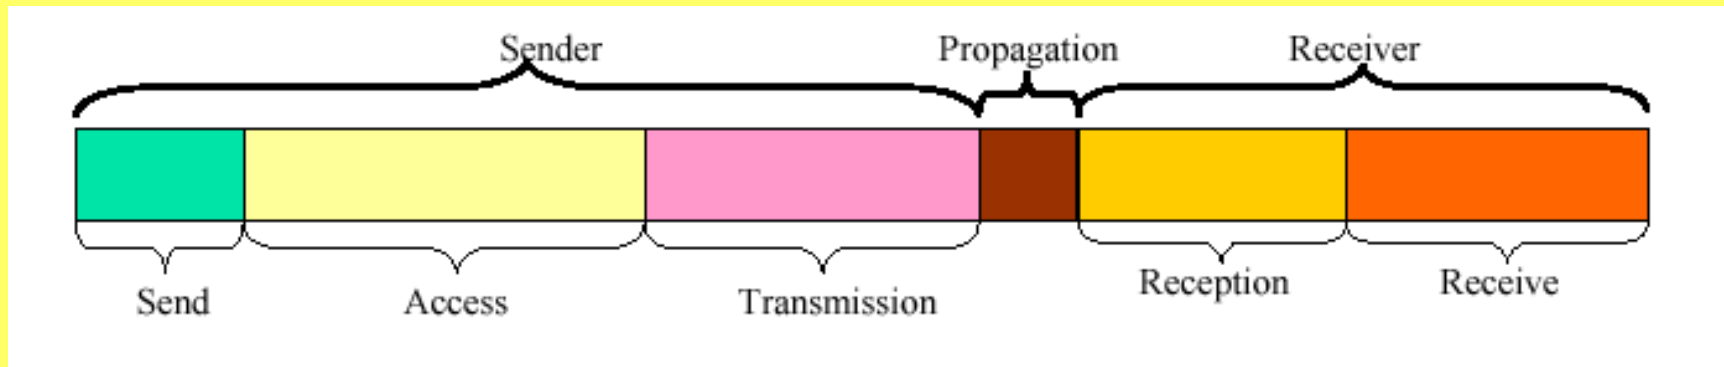 Sender Propagation Receiver
Send Access Transmission Reception Receive